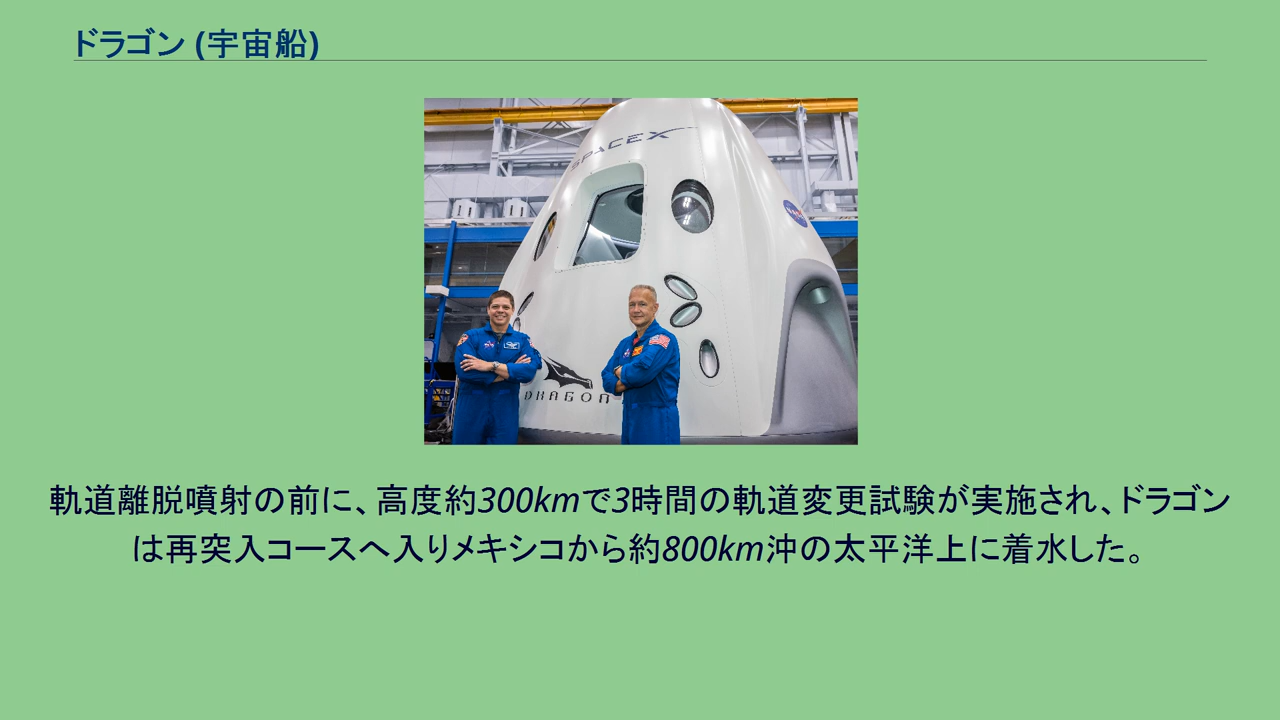 ドラゴン (宇宙船)
SPACEX
NASA
DRAGON
軌道離脱噴射の前に、高度約300kmで3時間の軌道変更試験が実施され、ドラゴン
は再突入コースへ入りメキシコから約800km沖の太平洋上に着水した。